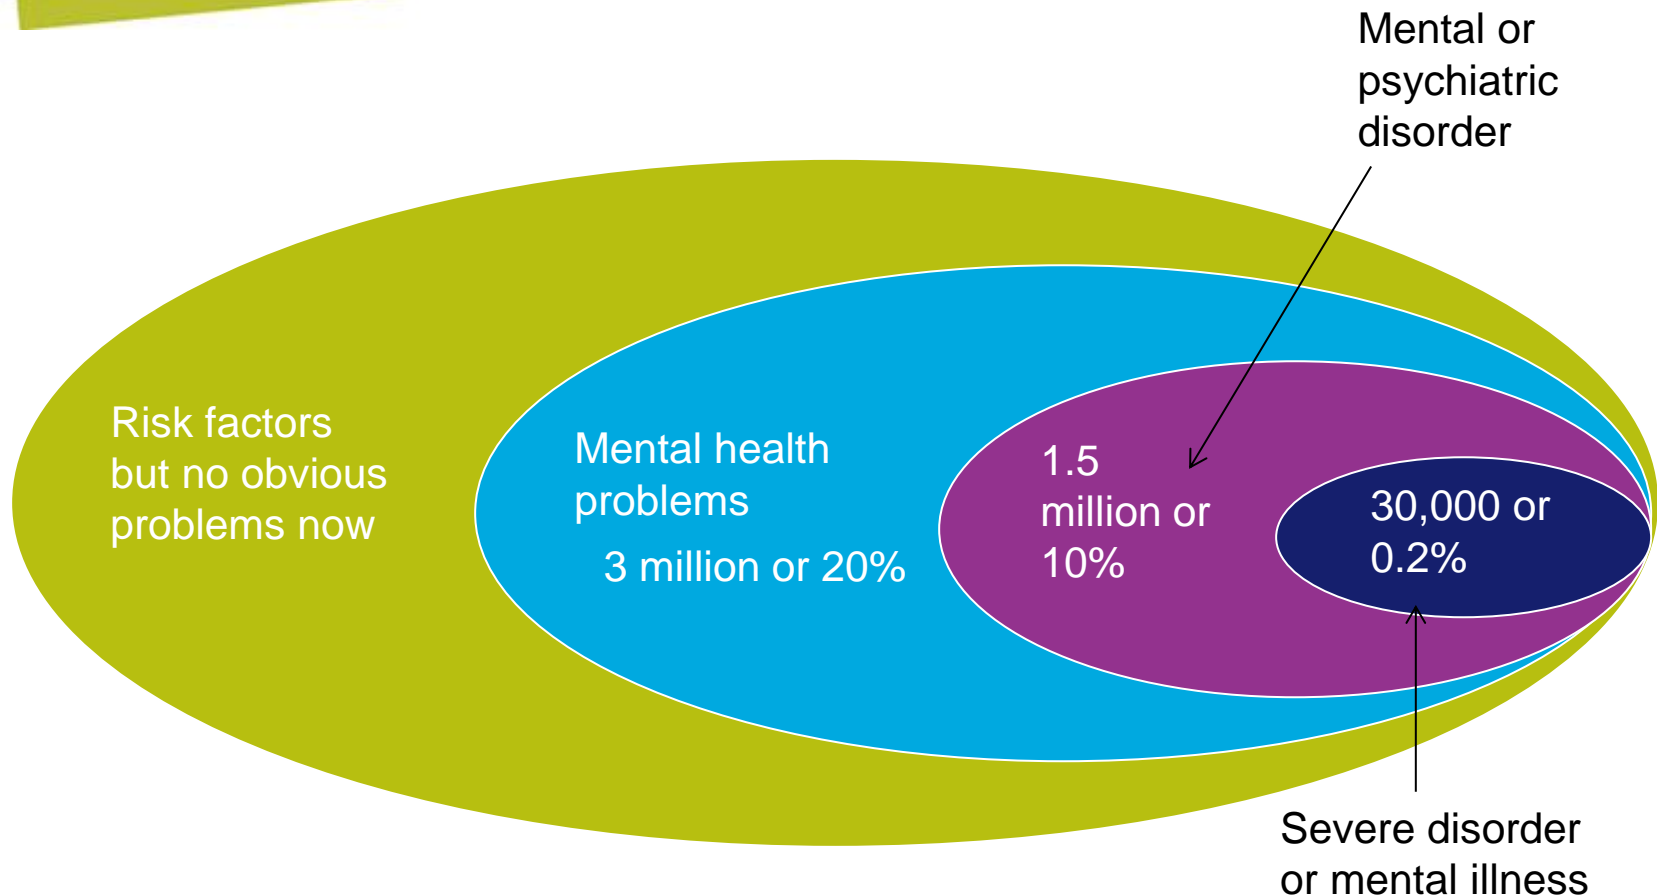 Mental or
psychiatric
disorder
Risk factors
but no obvious
problems now
Mental health
problems
3 million or 20%
1.5
million or
10%
30,000 or
0.2%
Severe disorder
or mental illness